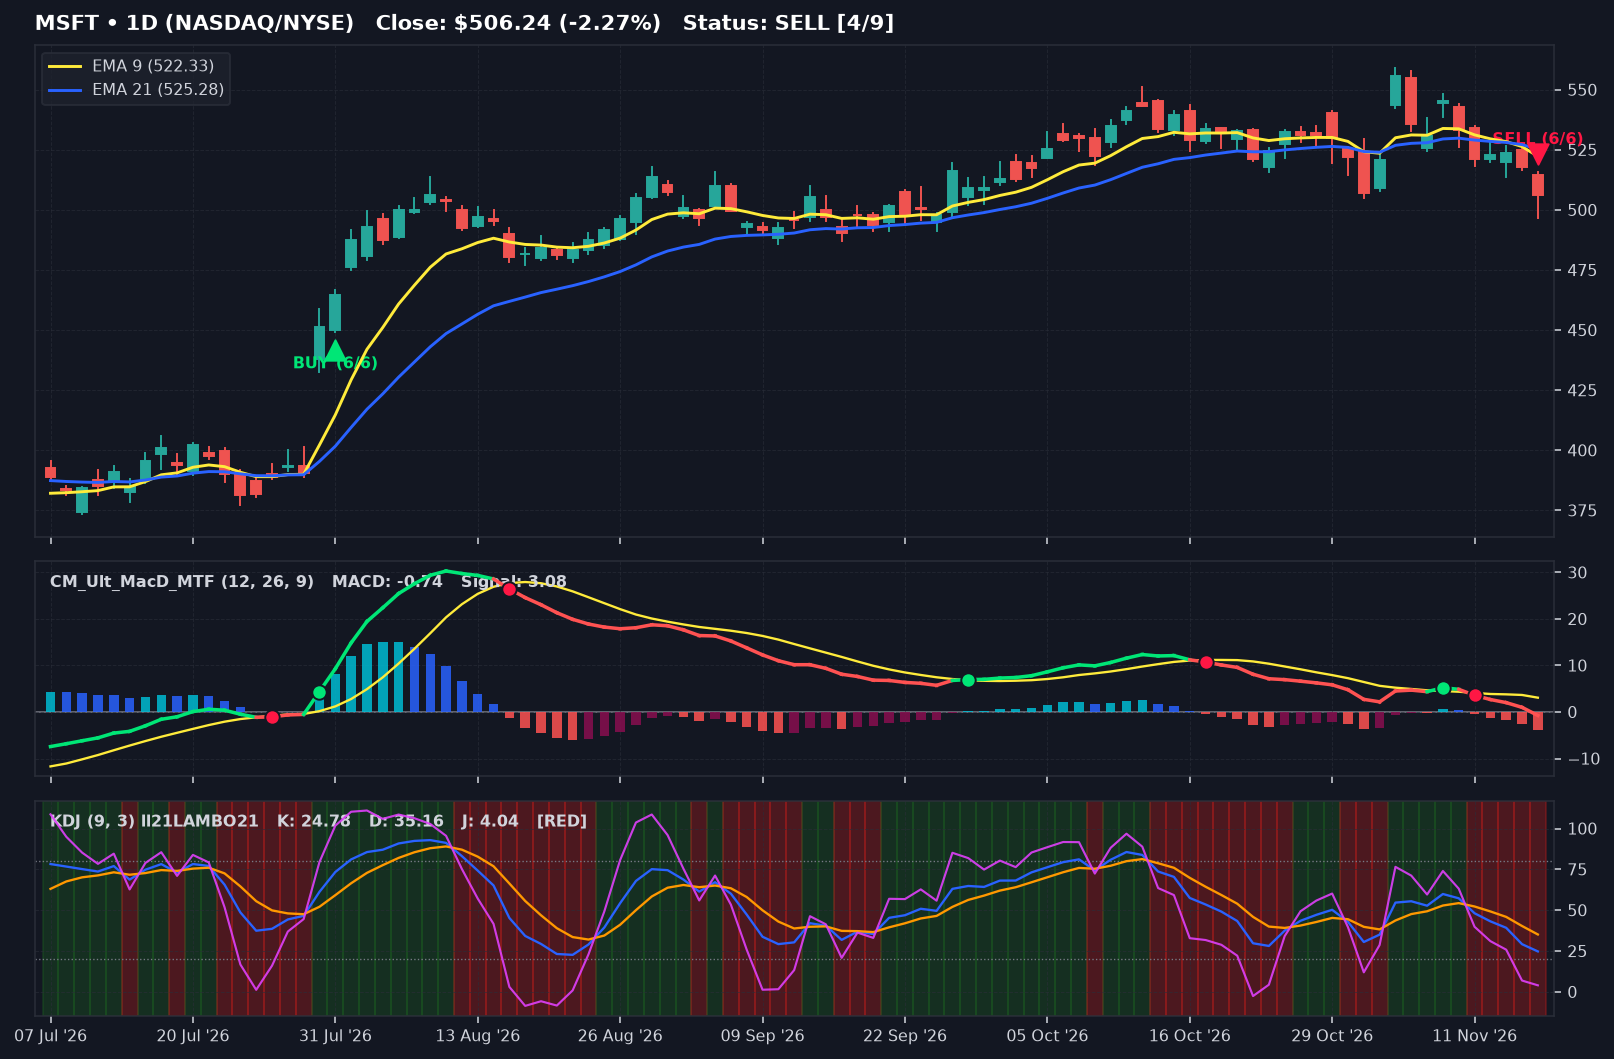 MSFT • 1D (NASDAQ/NYSE)   Close: $506.24 (-2.27%)   Status: SELL [4/9]
EMA 9 (522.33)
EMA 21 (525.28)
550
525
500
475
450
425
400
375
SELL (6/6)
BUY (6/6)
CM_Ult_MacD_MTF (12, 26, 9)   MACD: -0.74   Signal: 3.08
30
20
10
0
−10
KDJ (9, 3) II21LAMBO21   K: 24.78   D: 35.16   J: 4.04   [RED]
100
75
50
25
0
07 Jul '26
20 Jul '26
31 Jul '26
13 Aug '26
26 Aug '26
09 Sep '26
22 Sep '26
05 Oct '26
16 Oct '26
29 Oct '26
11 Nov '26